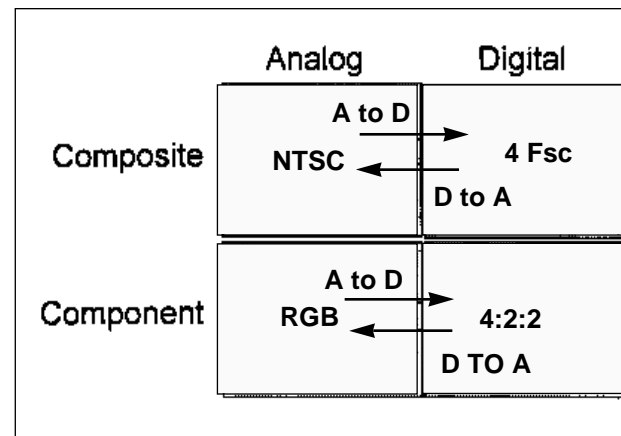 Analog Digital
A to D
Composite NTSC 4 Fsc
D to A
A to D
Component RGB 4:2:2
D TO A